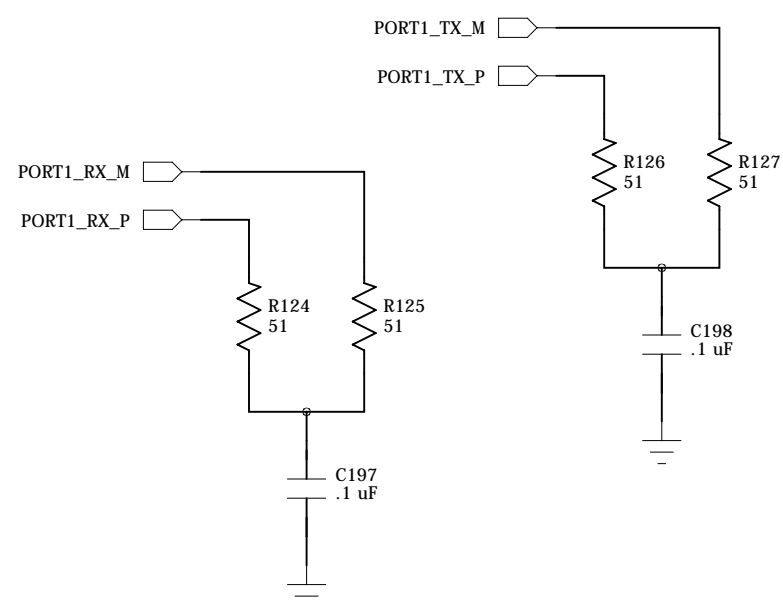 PORT1_TX_M
PORT1_TX_P
R126
51
R127
51
PORT1_RX_M
PORT1_RX_P
R124
51
R125
51
C198
.1 uF
C197
.1 uF